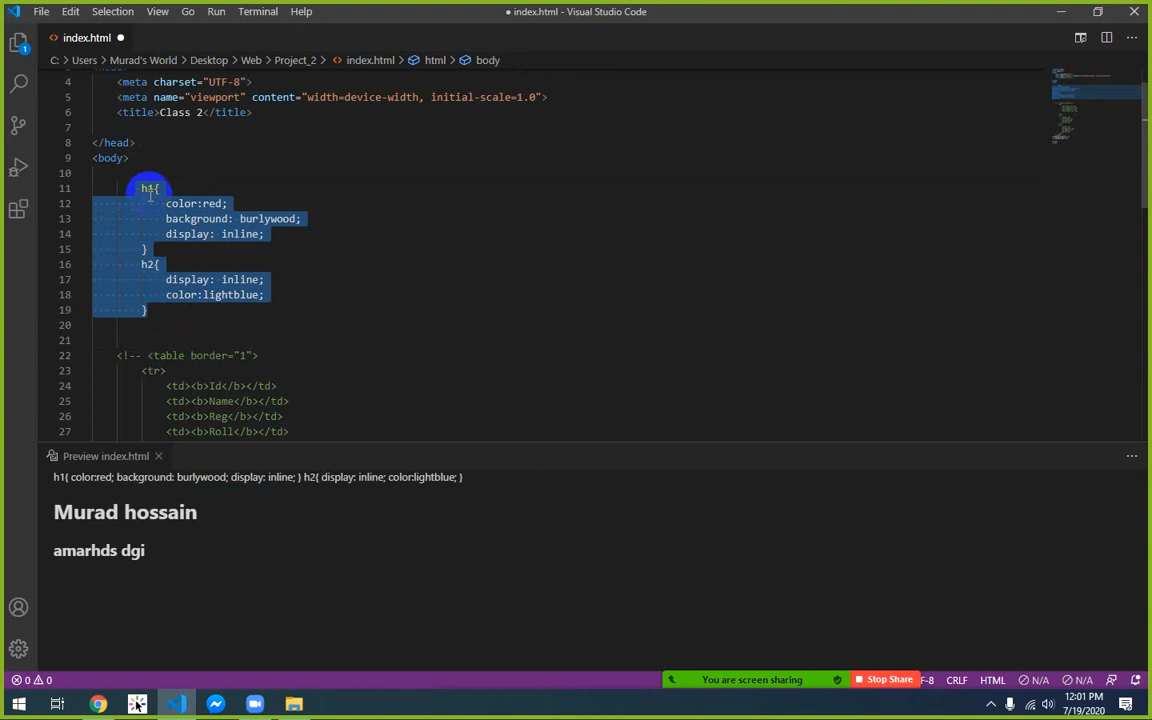 File Edit Selection View Go Run Terminal Help
● index.html - Visual Studio Code
index.html
C: > Users > Murad's World > Desktop > Web > Project_2 > index.html > html > body
4 <meta charset="UTF-8">
5 <meta name="viewport" content="width=device-width, initial-scale=1.0">
6 <title>Class 2</title>
7
8 </head>
9 <body>
10
11 h1{
12 color:red;
13 background: burlywood;
14 display: inline;
15 }
16 h2{
17 display: inline;
18 color:lightblue;
19 }
20
21
22 <!-- <table border="1">
23 <tr>
24 <td><b>Id</b></td>
25 <td><b>Name</b></td>
26 <td><b>Reg</b></td>
27 <td><b>Roll</b></td>
Preview index.html
h1{ color:red; background: burlywood; display: inline; } h2{ display: inline; color:lightblue; }
Murad hossain
amarhds dgi
1
0 0 You are screen sharing Stop Share F-8 CRLF HTML N/A N/A
12:01 PM
7/19/2020